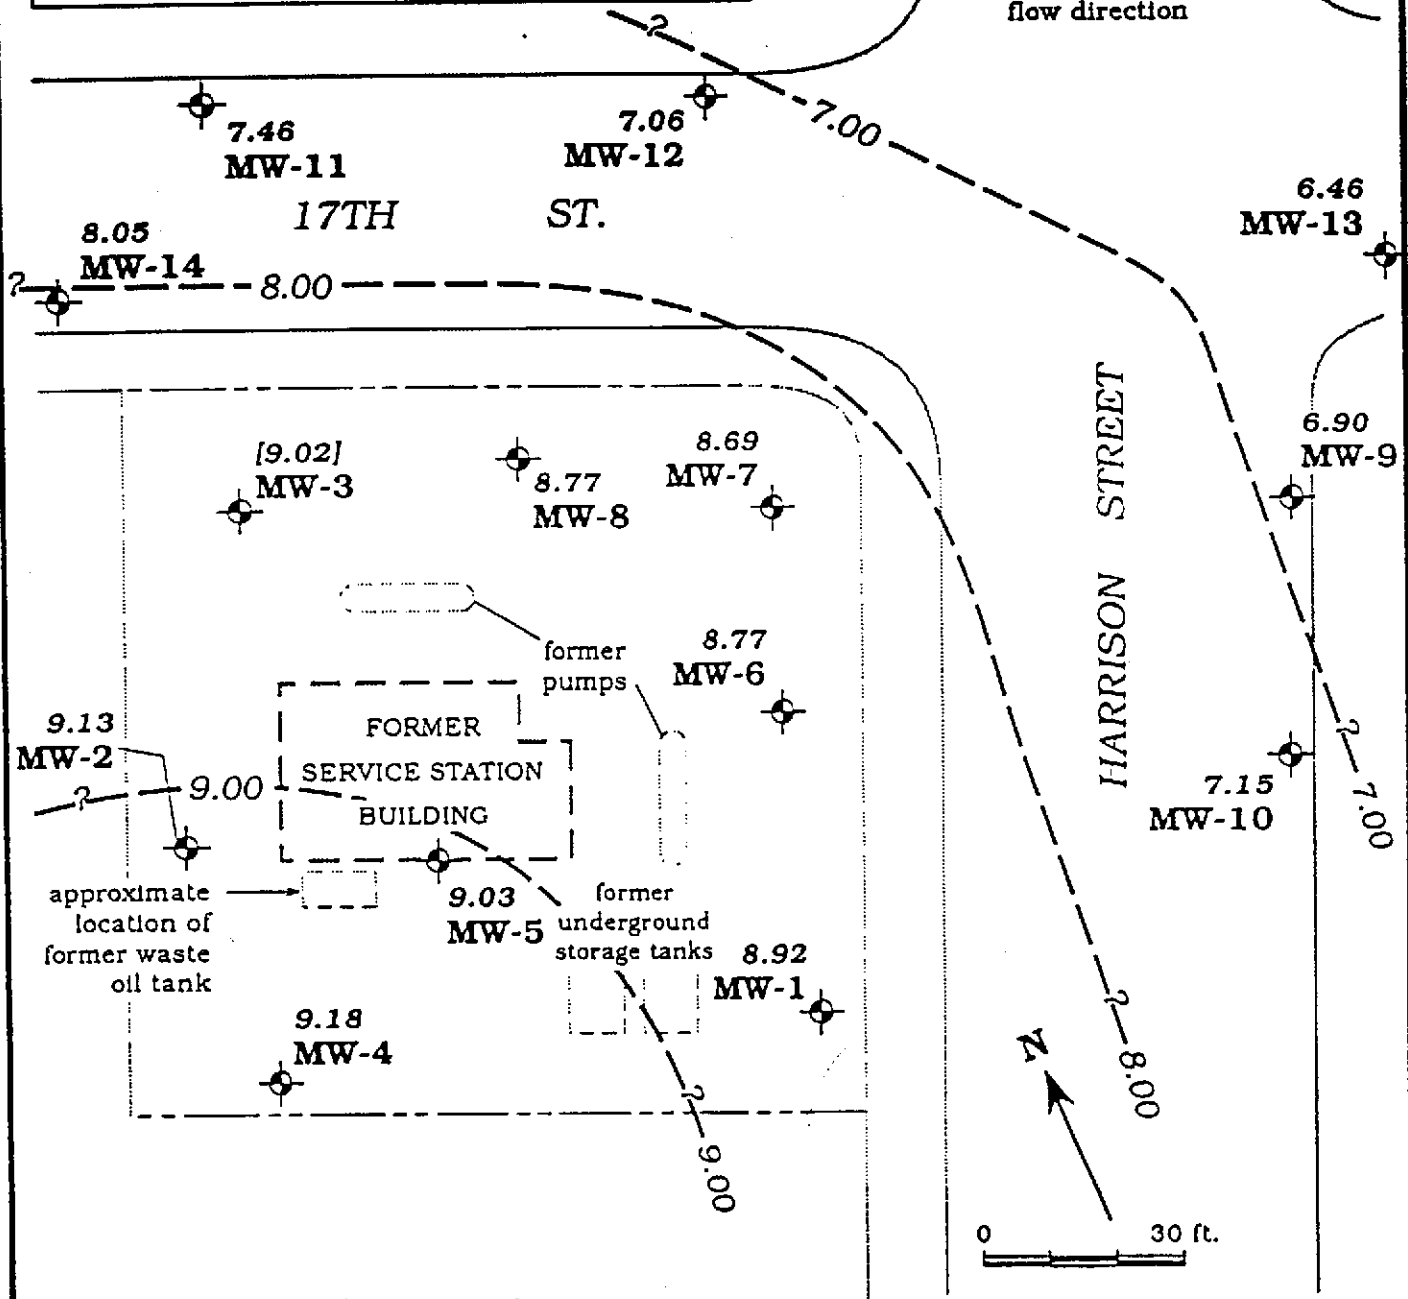 flow direction
?
7.00
7.46
MW-11
7.06
MW-12
17TH ST.
6.46
MW-13
8.05
MW-14
?
8.00
HARRISON STREET
[9.02]
MW-3
8.77
MW-8
8.69
MW-7
6.90
MW-9
former
pumps
8.77
MW-6
9.13
MW-2
FORMER
SERVICE STATION
BUILDING
?
9.00
?
7.00
7.15
MW-10
approximate
location of
former waste
oil tank
9.03
MW-5
former
underground
storage tanks
8.92
MW-1
9.18
MW-4
?
8.00
?
9.00
N
0 30 ft.